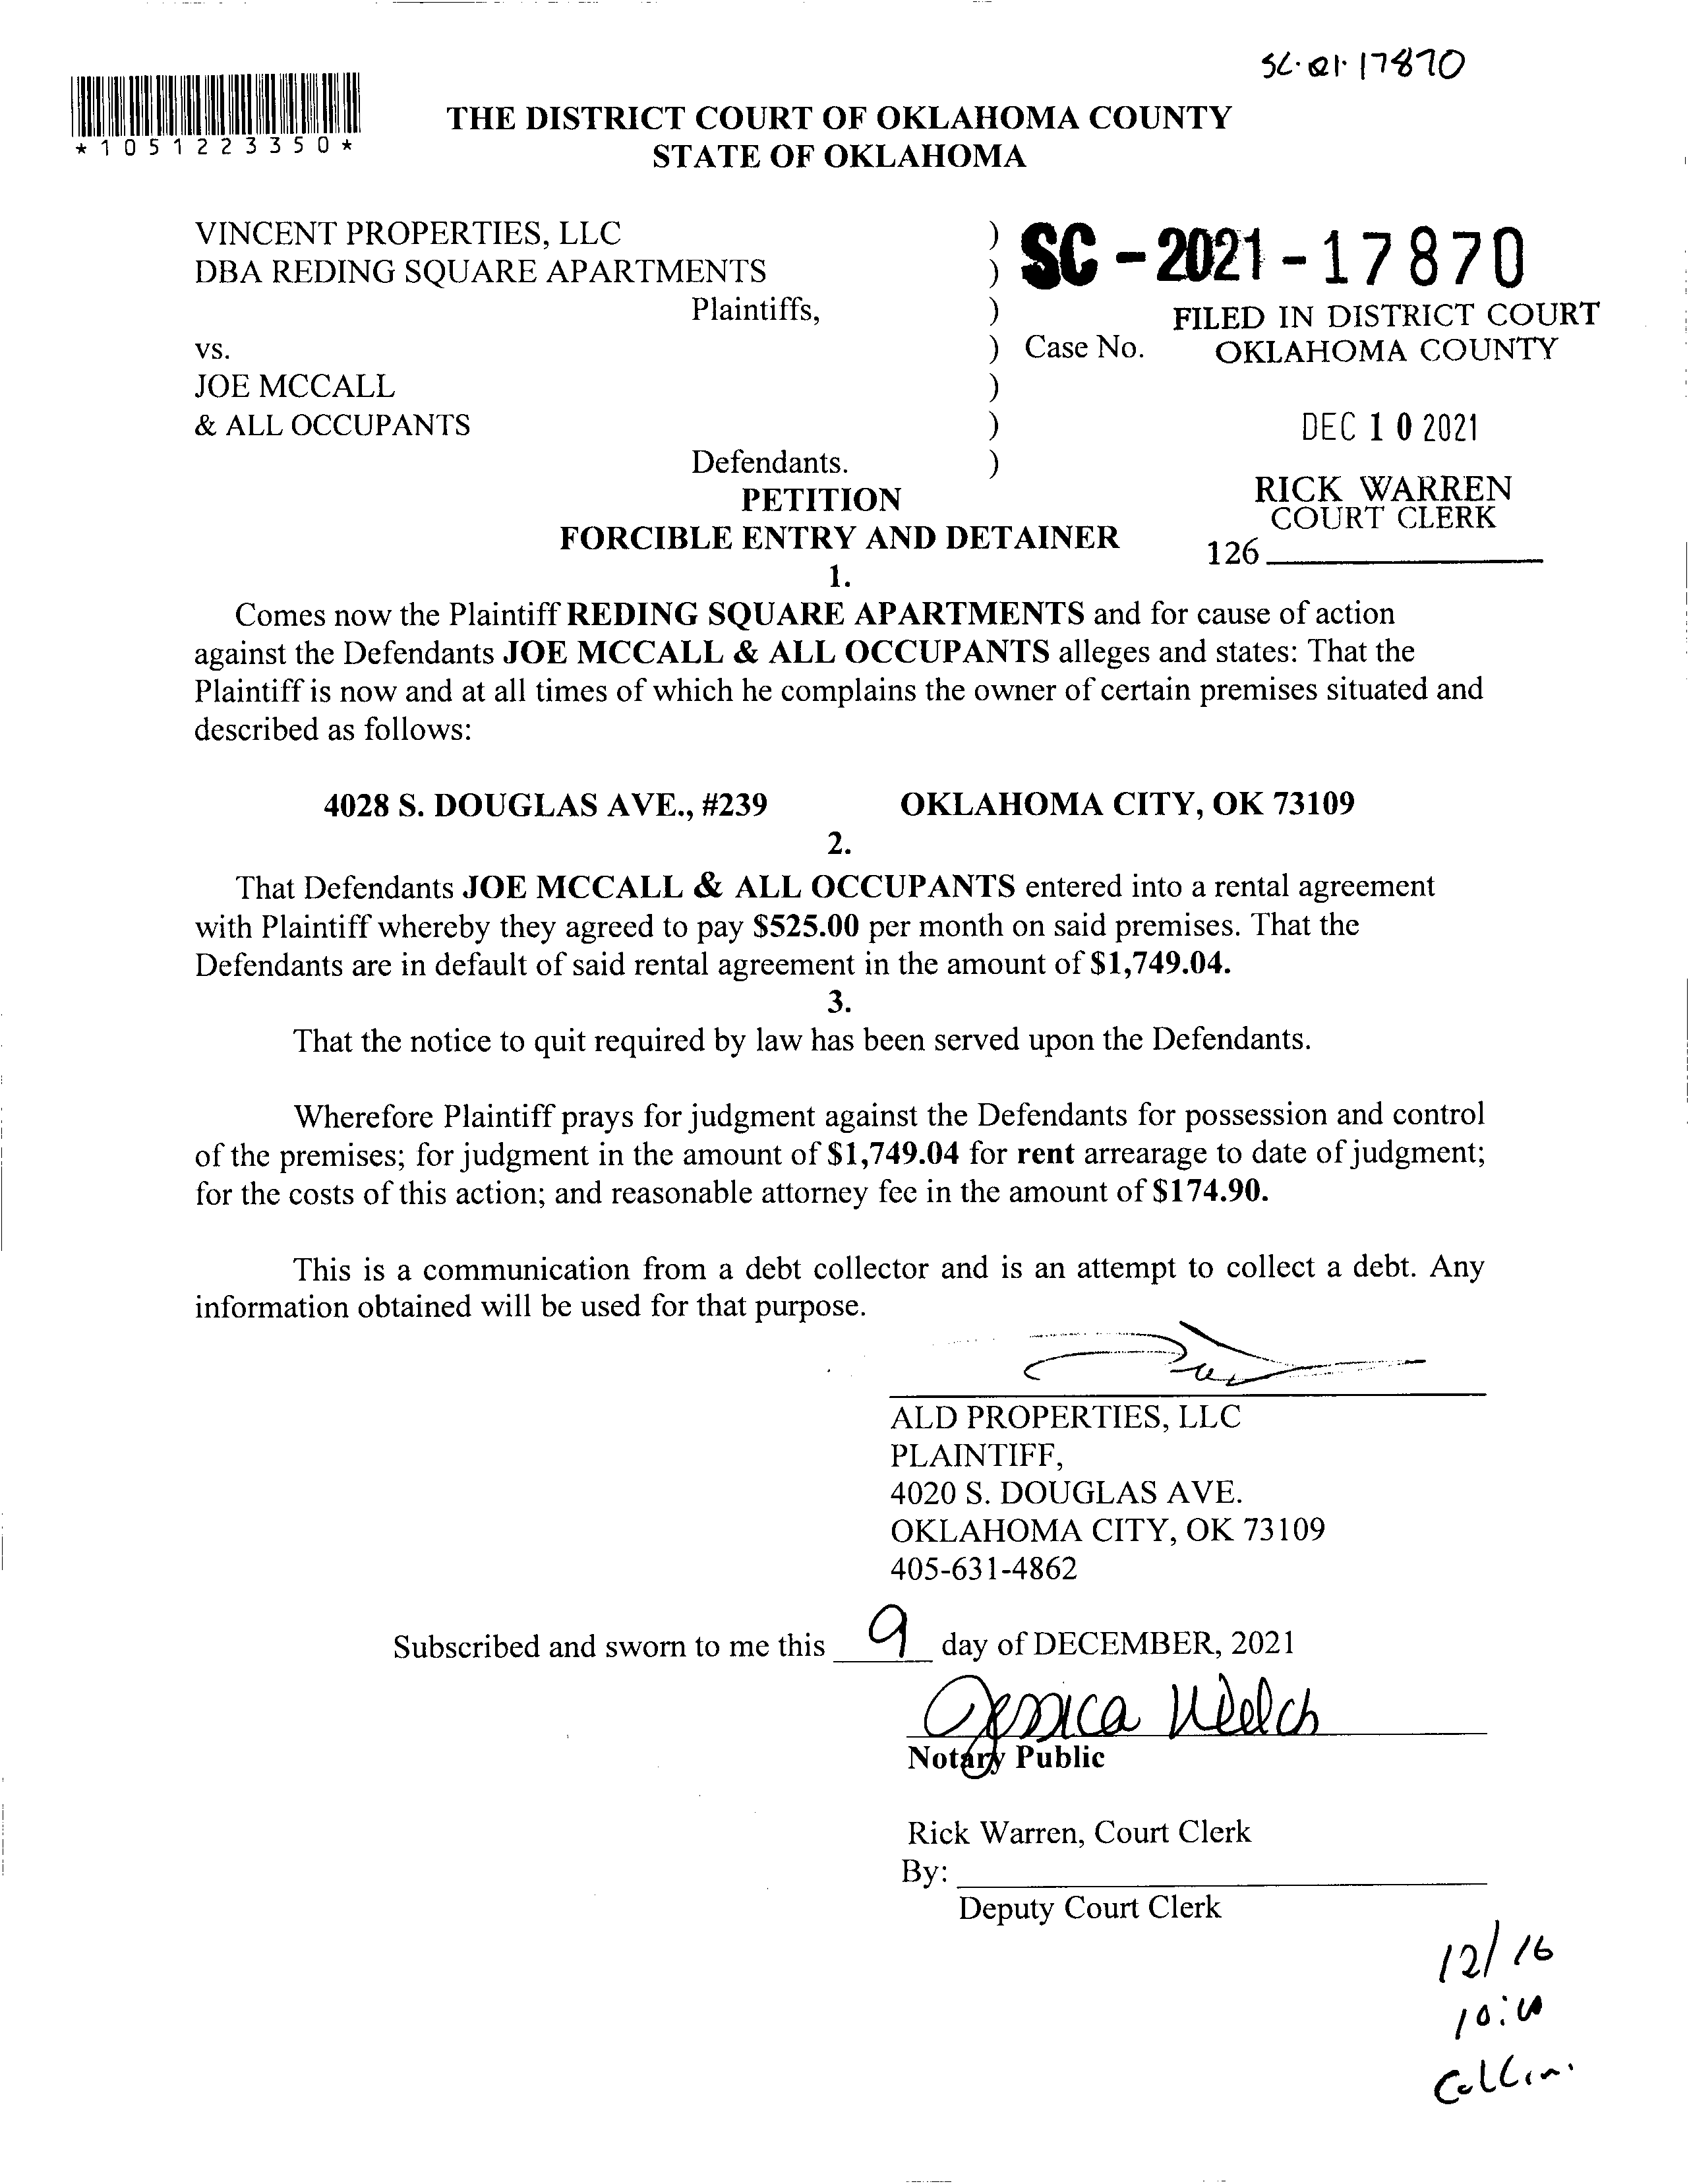 SC-21-17870
*1051223350*
THE DISTRICT COURT OF OKLAHOMA COUNTY
STATE OF OKLAHOMA
VINCENT PROPERTIES, LLC )
DBA REDING SQUARE APARTMENTS )
Plaintiffs, )
SC-2021-17870
FILED IN DISTRICT COURT
OKLAHOMA COUNTY
vs. ) Case No.
JOE MCCALL )
& ALL OCCUPANTS )
DEC 10 2021
Defendants. )
RICK WARREN
COURT CLERK
126
PETITION
FORCIBLE ENTRY AND DETAINER
1.
Comes now the Plaintiff REDING SQUARE APARTMENTS and for cause of action
against the Defendants JOE MCCALL & ALL OCCUPANTS alleges and states: That the
Plaintiff is now and at all times of which he complains the owner of certain premises situated and
described as follows:
4028 S. DOUGLAS AVE., #239 OKLAHOMA CITY, OK 73109
2.
That Defendants JOE MCCALL & ALL OCCUPANTS entered into a rental agreement
with Plaintiff whereby they agreed to pay $525.00 per month on said premises. That the
Defendants are in default of said rental agreement in the amount of $1,749.04.
3.
That the notice to quit required by law has been served upon the Defendants.
Wherefore Plaintiff prays for judgment against the Defendants for possession and control
of the premises; for judgment in the amount of $1,749.04 for rent arrearage to date of judgment;
for the costs of this action; and reasonable attorney fee in the amount of $174.90.
This is a communication from a debt collector and is an attempt to collect a debt. Any
information obtained will be used for that purpose.
ALD PROPERTIES, LLC
PLAINTIFF,
4020 S. DOUGLAS AVE.
OKLAHOMA CITY, OK 73109
405-631-4862
Subscribed and sworn to me this 9 day of DECEMBER, 2021
Jessica Welch
Notary Public
Rick Warren, Court Clerk
By:
Deputy Court Clerk
12/16